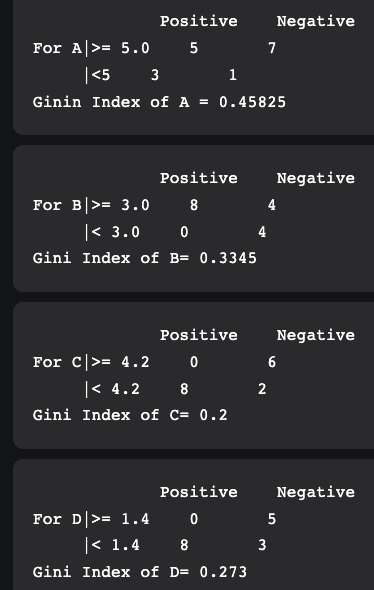 Positive Negative
For A|>= 5.0 5 7
|<5 3 1
Ginin Index of A = 0.45825
Positive Negative
For B|>= 3.0 8 4
|< 3.0 0 4
Gini Index of B= 0.3345
Positive Negative
For C|>= 4.2 0 6
|< 4.2 8 2
Gini Index of C= 0.2
Positive Negative
For D|>= 1.4 0 5
|< 1.4 8 3
Gini Index of D= 0.273